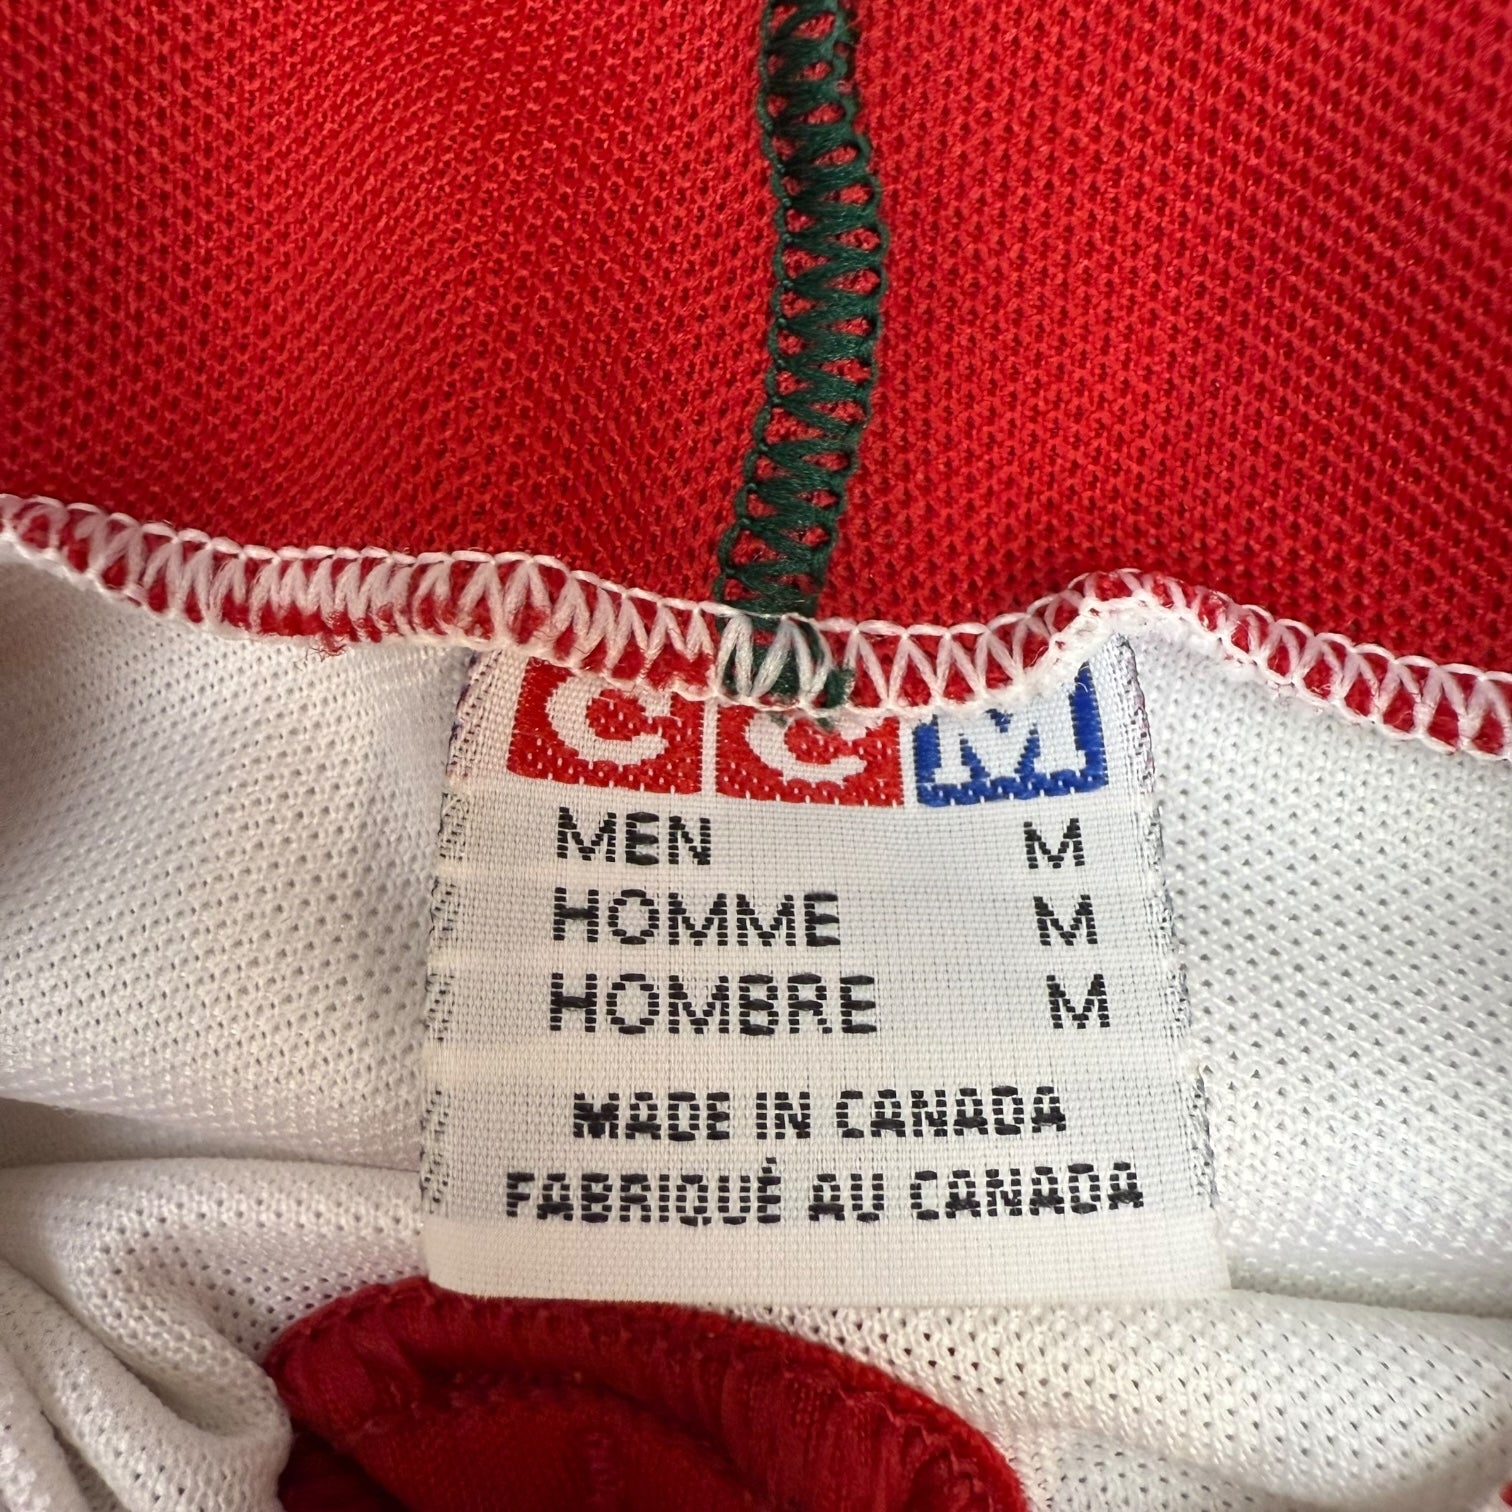 CCM
MEN M
HOMME M
HOMBRE M
MADE IN CANADA
FABRIQUÉ AU CANADA